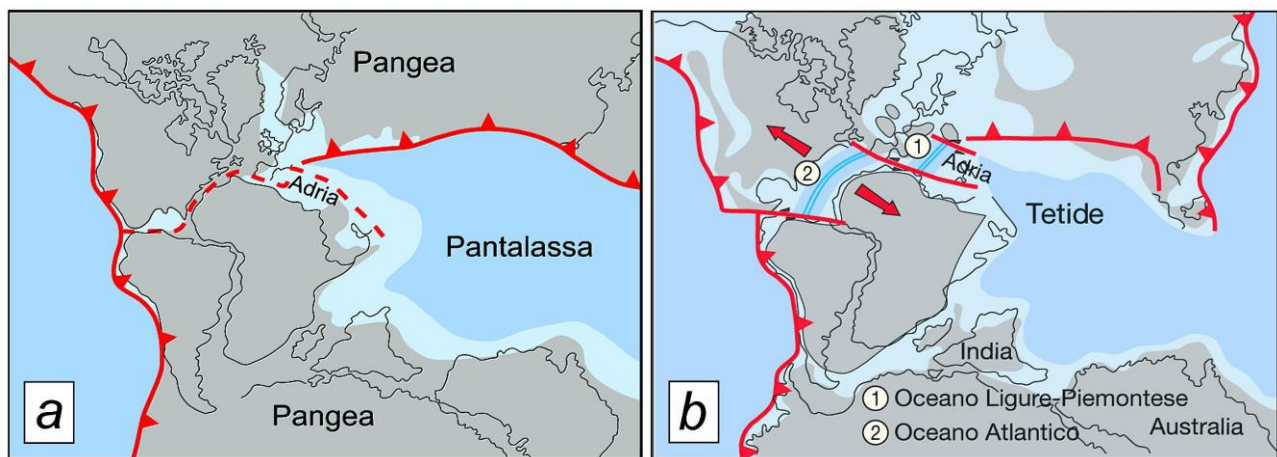 Pangea
Adria
Pantalassa
Pangea
a
1
Adria
2
Tetide
India
1 Oceano Ligure-Piemontese
2 Oceano Atlantico
Australia
b